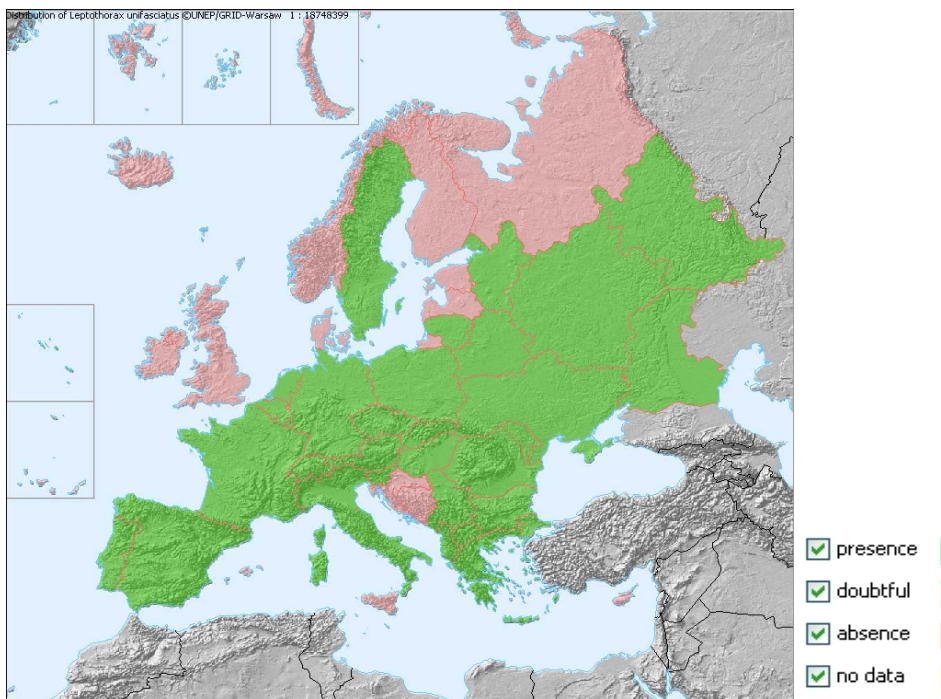 Distribution of Leptothorax unifasciatus ©UNEP/GRID-Warsaw 1 : 18748399
presence
doubtful
absence
no data